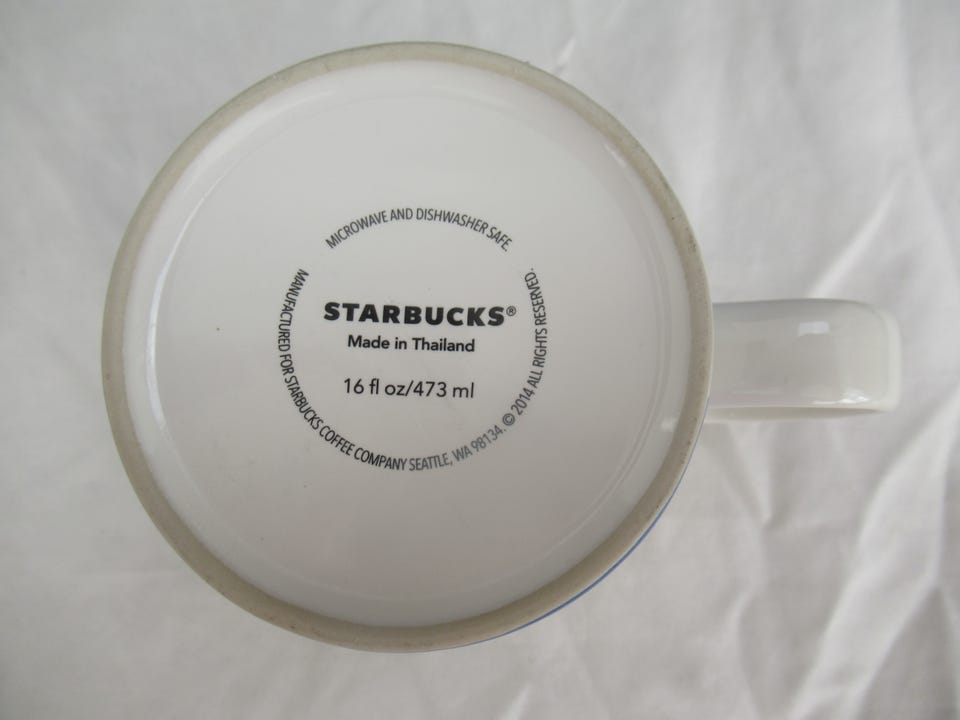 MICROWAVE AND DISHWASHER SAFE.
STARBUCKS®
Made in Thailand
16 fl oz/473 ml
MANUFACTURED FOR STARBUCKS COFFEE COMPANY SEATTLE, WA 98134. © 2014 ALL RIGHTS RESERVED.